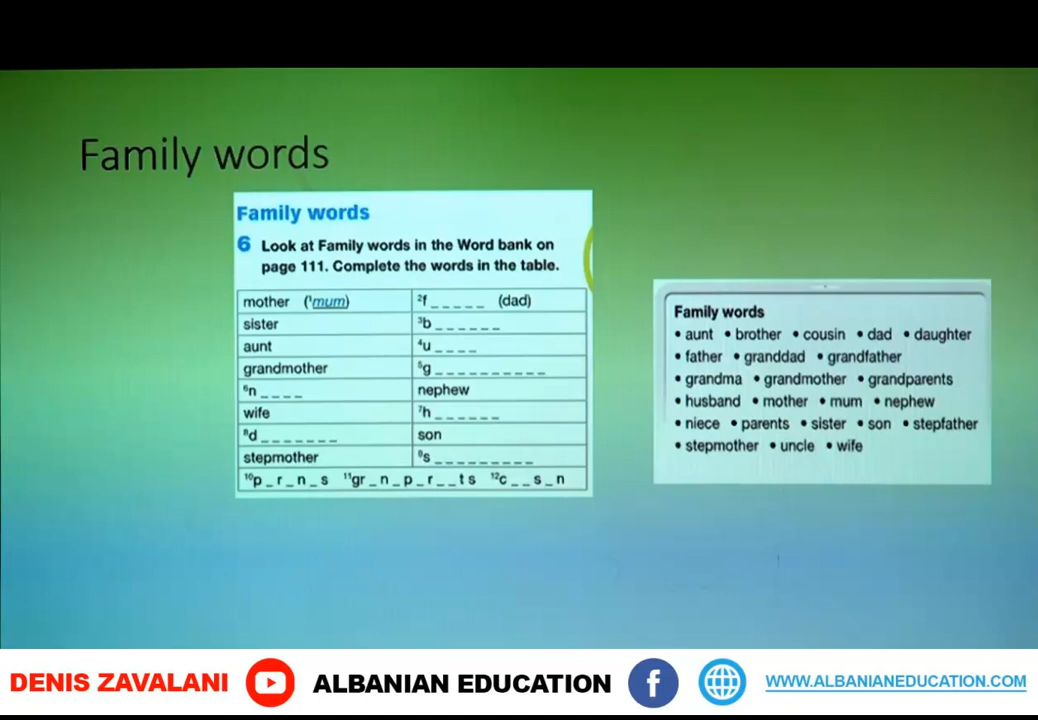 Family words
Family words
6 Look at Family words in the Word bank on
page 111. Complete the words in the table.
mother (¹mum) ²f _ _ _ _ _ (dad)
sister ³b _ _ _ _ _ _
aunt ⁴u _ _ _ _
grandmother ⁵g _ _ _ _ _ _ _ _ _ _
⁶n _ _ _ _ nephew
wife ⁷h _ _ _ _ _ _
⁸d _ _ _ _ _ _ _ son
stepmother ⁹s _ _ _ _ _ _ _ _ _
¹⁰p _ r _ n _ s ¹¹gr _ n _ p _ r _ _ t s ¹²c _ _ s _ n
Family words
• aunt • brother • cousin • dad • daughter
• father • granddad • grandfather
• grandma • grandmother • grandparents
• husband • mother • mum • nephew
• niece • parents • sister • son • stepfather
• stepmother • uncle • wife
DENIS ZAVALANI ALBANIAN EDUCATION f WWW.ALBANIANEDUCATION.COM